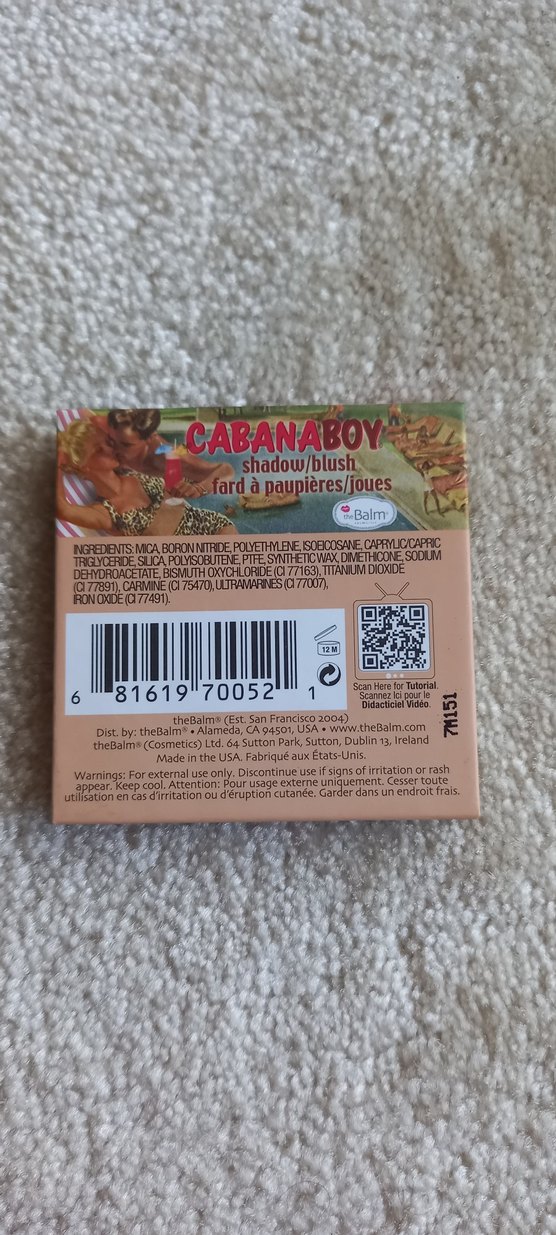 CABANABOY
shadow/blush
fard à paupières/joues
theBalm®
INGREDIENTS: MICA, BORON NITRIDE, POLYETHYLENE, ISOEICOSANE, CAPRYLIC/CAPRIC
TRIGLYCERIDE, SILICA, POLYISOBUTENE, PTFE, SYNTHETIC WAX, DIMETHICONE, SODIUM
DEHYDROACETATE, BISMUTH OXYCHLORIDE (CI 77163), TITANIUM DIOXIDE
(CI 77891), CARMINE (CI 75470), ULTRAMARINES (CI 77007),
IRON OXIDE (CI 77491).
12 M
6 81619 70052 1
Scan Here for Tutorial.
Scannez Ici pour le
Didacticiel Vidéo.
7M151
theBalm® (Est. San Francisco 2004)
Dist. by: theBalm® • Alameda, CA 94501, USA • www.theBalm.com
theBalm® (Cosmetics) Ltd. 64 Sutton Park, Sutton, Dublin 13, Ireland
Made in the USA. Fabriqué aux États-Unis.
Warnings: For external use only. Discontinue use if signs of irritation or rash
appear. Keep cool. Attention: Pour usage externe uniquement. Cesser toute
utilisation en cas d'irritation ou d'éruption cutanée. Garder dans un endroit frais.